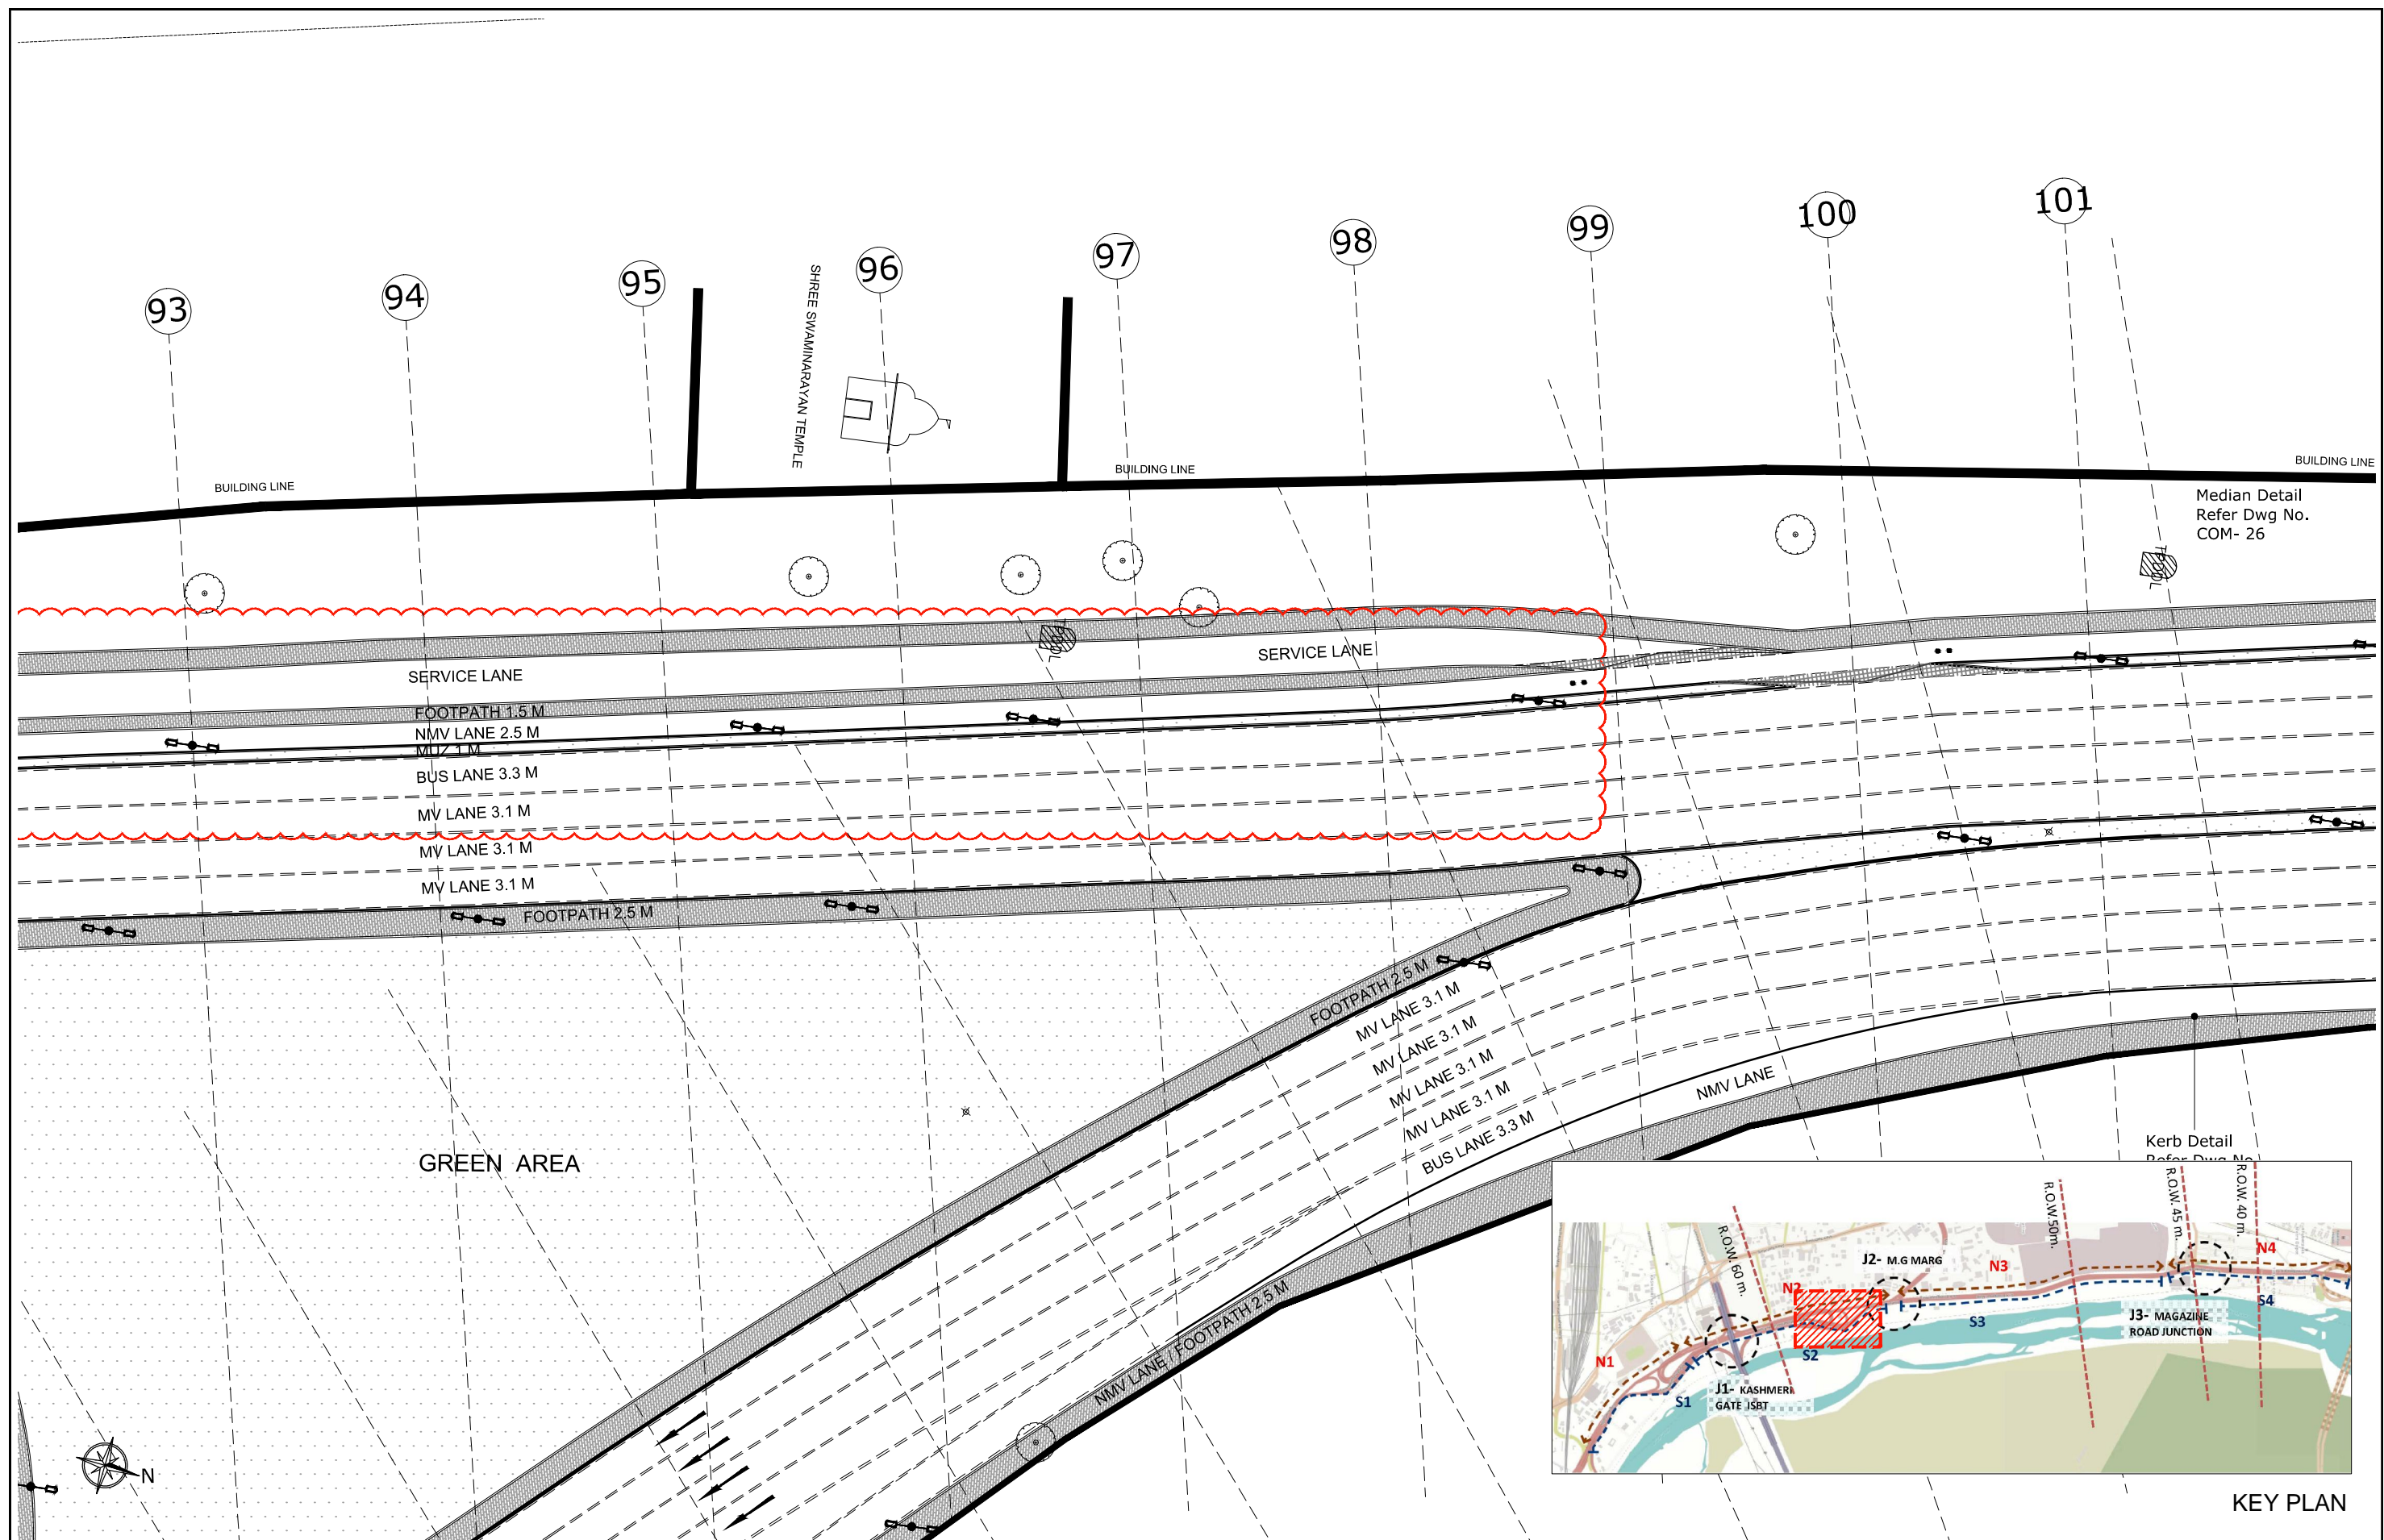 93
94
95
96
97
98
99
100
101
SHREE SWAMINARAYAN TEMPLE
BUILDING LINE
BUILDING LINE
BUILDING LINE
Median Detail
Refer Dwg No.
COM- 26
SERVICE LANE
SERVICE LANE
FOOTPATH 1.5 M
NMV LANE 2.5 M
MUZ 1 M
BUS LANE 3.3 M
MV LANE 3.1 M
MV LANE 3.1 M
MV LANE 3.1 M
FOOTPATH 2.5 M
FOOTPATH 2.5 M
MV LANE 3.1 M
MV LANE 3.1 M
MV LANE 3.1 M
MV LANE 3.1 M
BUS LANE 3.3 M
NMV LANE
NMV LANE / FOOTPATH 2.5 M
GREEN AREA
Kerb Detail
Refer Dwg No
N
R.O.W. 60 m.
R.O.W.50m.
R.O.W. 45 m.
R.O.W. 40 m.
J2- M.G MARG
N1
N2
N3
N4
S1
S2
S3
S4
J1- KASHMERI
GATE ISBT
J3- MAGAZINE
ROAD JUNCTION
KEY PLAN